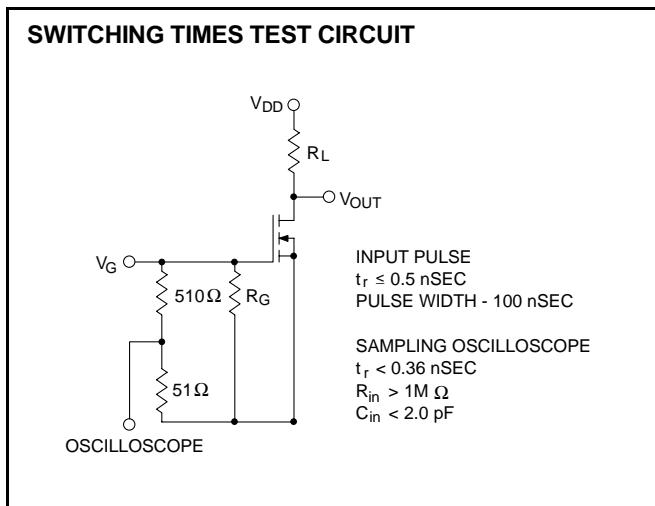 SWITCHING TIMES TEST CIRCUIT
VDD
RL
VOUT
VG
510Ω
RG
51Ω
OSCILLOSCOPE
INPUT PULSE
tr ≤ 0.5 nSEC
PULSE WIDTH - 100 nSEC
SAMPLING OSCILLOSCOPE
tr < 0.36 nSEC
Rin > 1M Ω
Cin < 2.0 pF